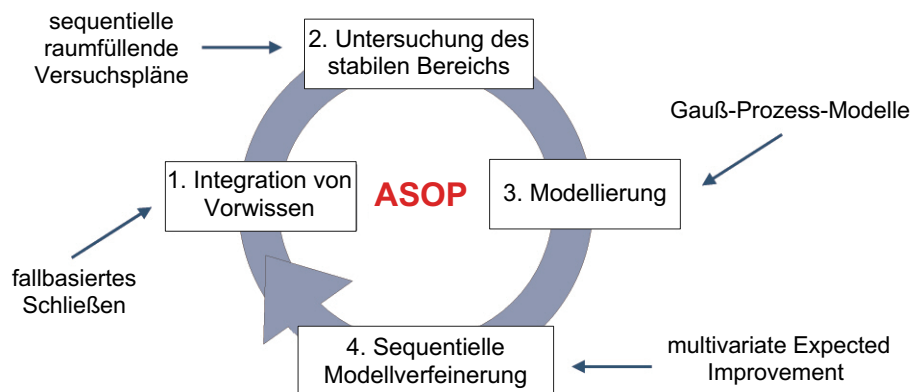 sequentielle
raumfüllende
Versuchspläne
2. Untersuchung des
stabilen Bereichs
Gauß-Prozess-Modelle
1. Integration von
Vorwissen
ASOP
3. Modellierung
fallbasiertes
Schließen
4. Sequentielle
Modellverfeinerung
multivariate Expected
Improvement